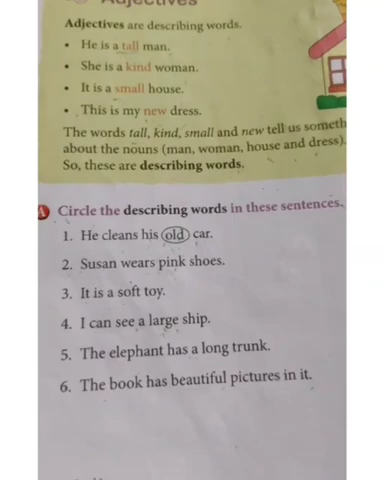 Adjectives
Adjectives are describing words.
• He is a tall man.
• She is a kind woman.
• It is a small house.
• This is my new dress.
The words tall, kind, small and new tell us someth
about the nouns (man, woman, house and dress).
So, these are describing words.
A Circle the describing words in these sentences.
1. He cleans his old car.
2. Susan wears pink shoes.
3. It is a soft toy.
4. I can see a large ship.
5. The elephant has a long trunk.
6. The book has beautiful pictures in it.